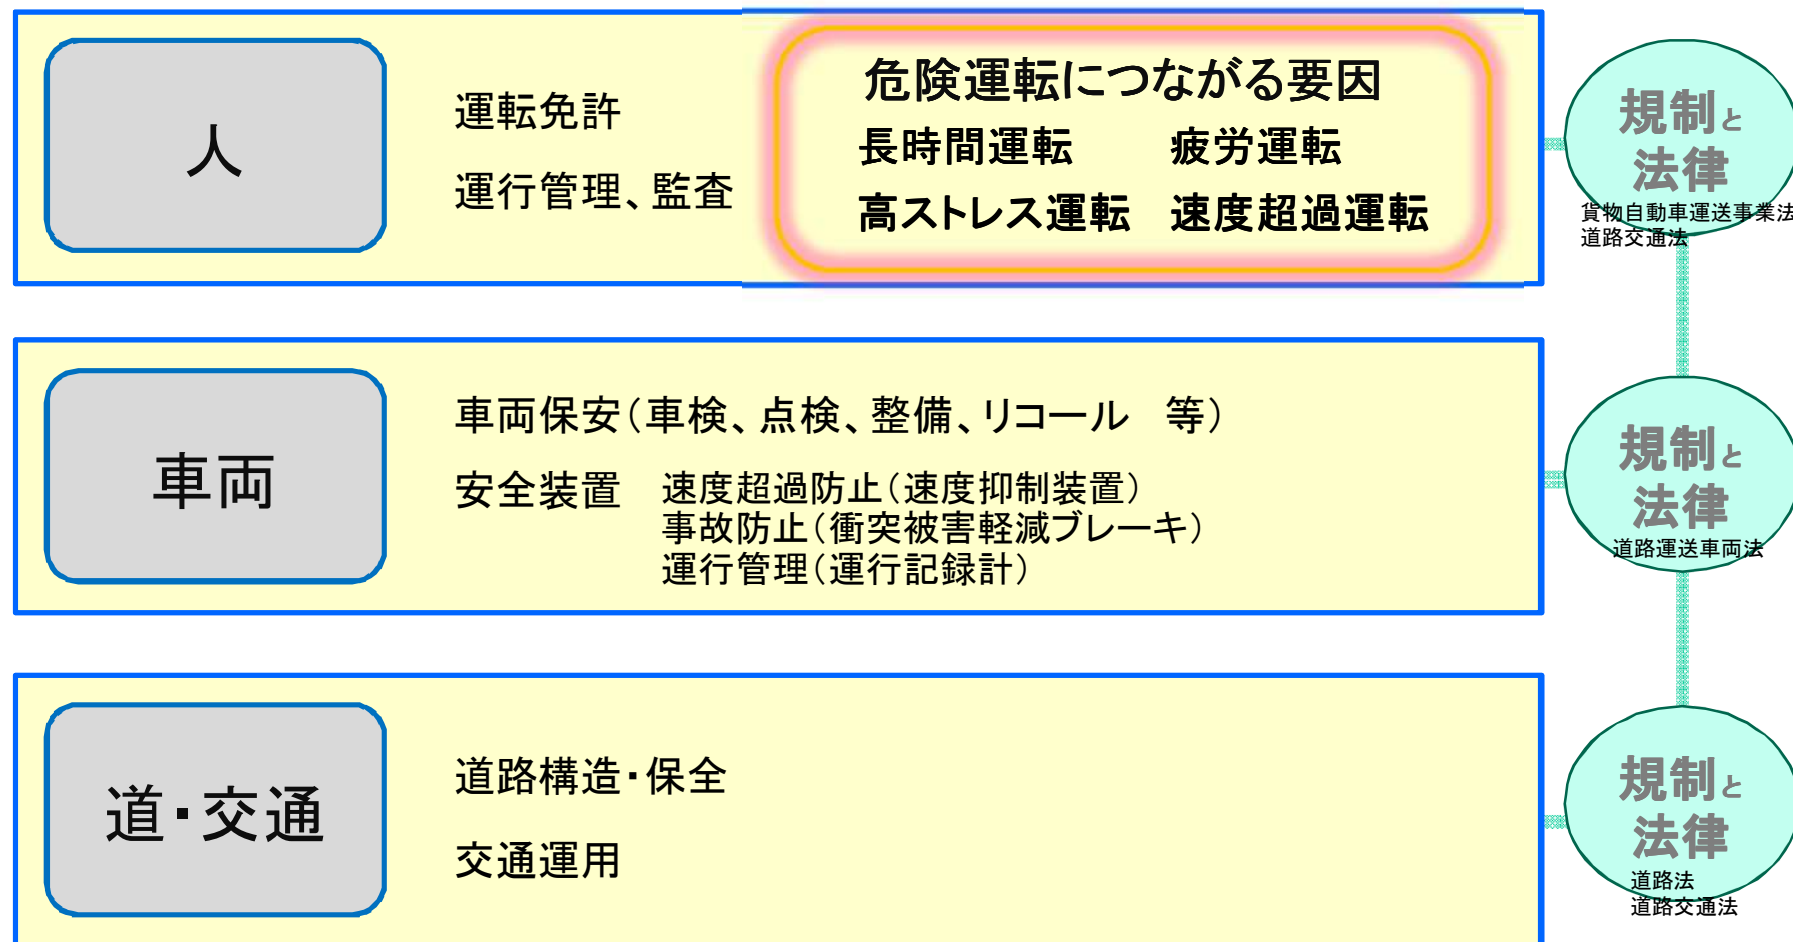 人
運転免許
運行管理、監査
危険運転につながる要因
長時間運転　疲労運転
高ストレス運転　速度超過運転
規制と
法律
貨物自動車運送事業法
道路交通法
車両
車両保安(車検、点検、整備、リコール　等)
安全装置　速度超過防止(速度抑制装置)
事故防止(衝突被害軽減ブレーキ)
運行管理(運行記録計)
規制と
法律
道路運送車両法
道・交通
道路構造・保全
交通運用
規制と
法律
道路法
道路交通法